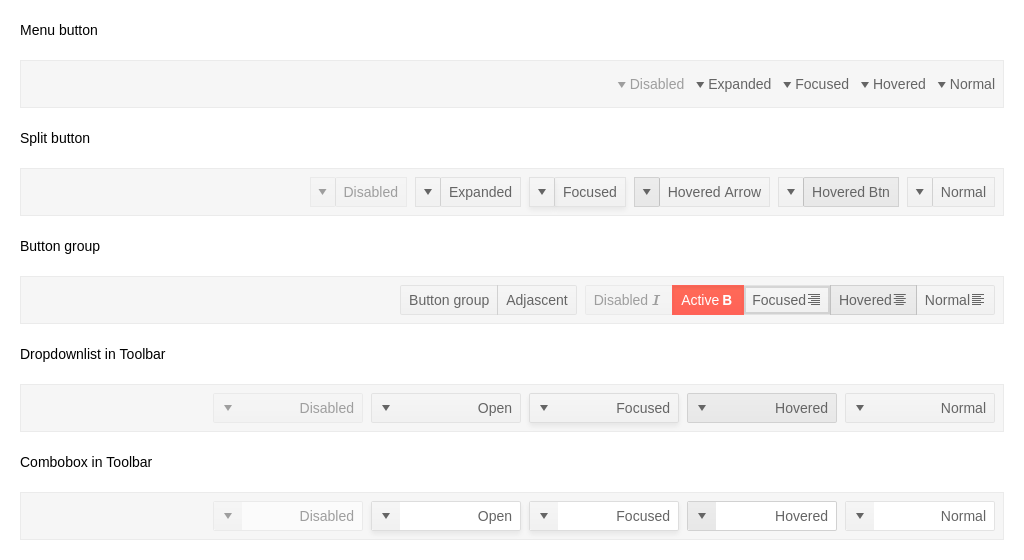 Menu button
Disabled Expanded Focused Hovered Normal
Split button
Disabled Expanded Focused Hovered Arrow Hovered Btn Normal
Button group
Button group Adjascent Disabled I Active B Focused Hovered Normal
Dropdownlist in Toolbar
Disabled Open Focused Hovered Normal
Combobox in Toolbar
Disabled Open Focused Hovered Normal